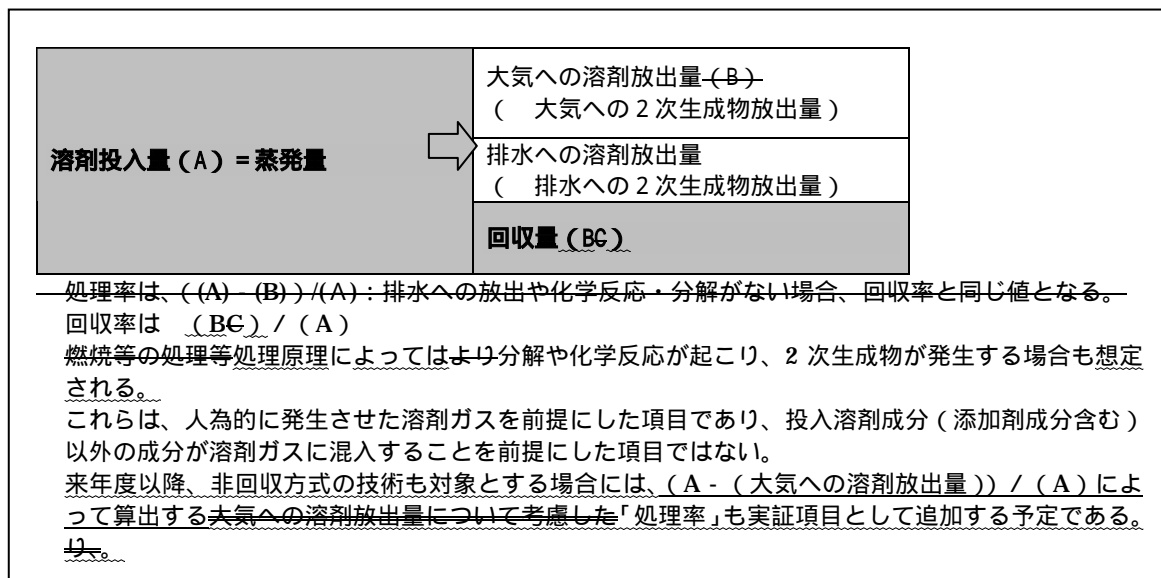 大気への溶剤放出量（B）
（　大気への２次生成物放出量）
溶剤投入量（A）＝蒸発量
排水への溶剤放出量
（　排水への２次生成物放出量）
回収量（BC）
処理率は、（(A) - (B)）/(A)：排水への放出や化学反応・分解がない場合、回収率と同じ値となる。
回収率は　（BC）/（A）
燃焼等の処理等処理原理によってはより分解や化学反応が起こり、2 次生成物が発生する場合も想定
される。
これらは、人為的に発生させた溶剤ガスを前提にした項目であり、投入溶剤成分（添加剤成分含む）
以外の成分が溶剤ガスに混入することを前提にした項目ではない。
来年度以降、非回収方式の技術も対象とする場合には、（A -（大気への溶剤放出量））/（A）によ
って算出する大気への溶剤放出量について考慮した「処理率」も実証項目として追加する予定である。
り、。